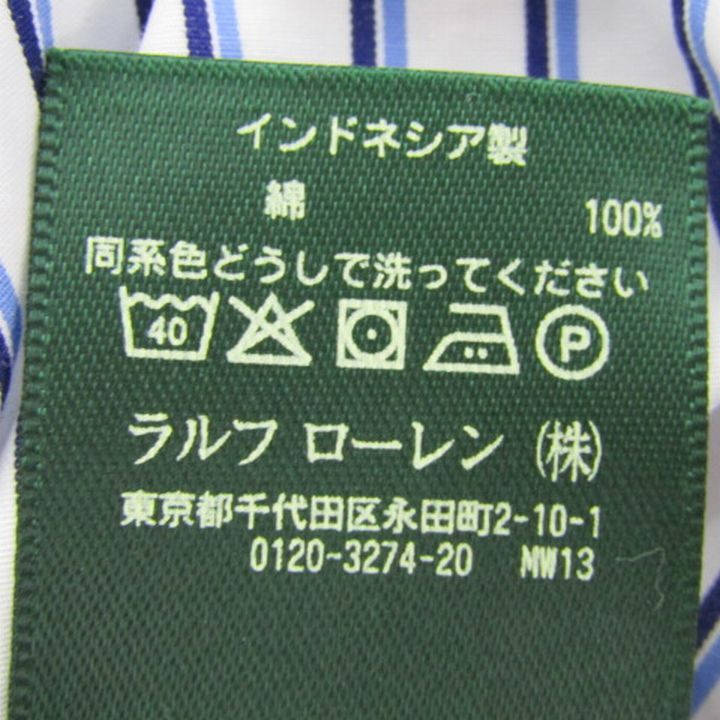 インドネシア製
綿 100%
同系色どうしで洗ってください
40 P
ラルフ ローレン (株)
東京都千代田区永田町2-10-1
0120-3274-20 MW13